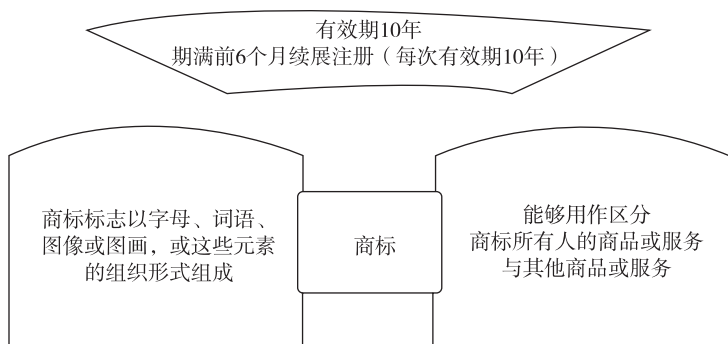 有效期10年
期满前6个月续展注册（每次有效期10年）
商标标志以字母、词语、
图像或图画，或这些元素
的组织形式组成
商标
能够用作区分
商标所有人的商品或服务
与其他商品或服务